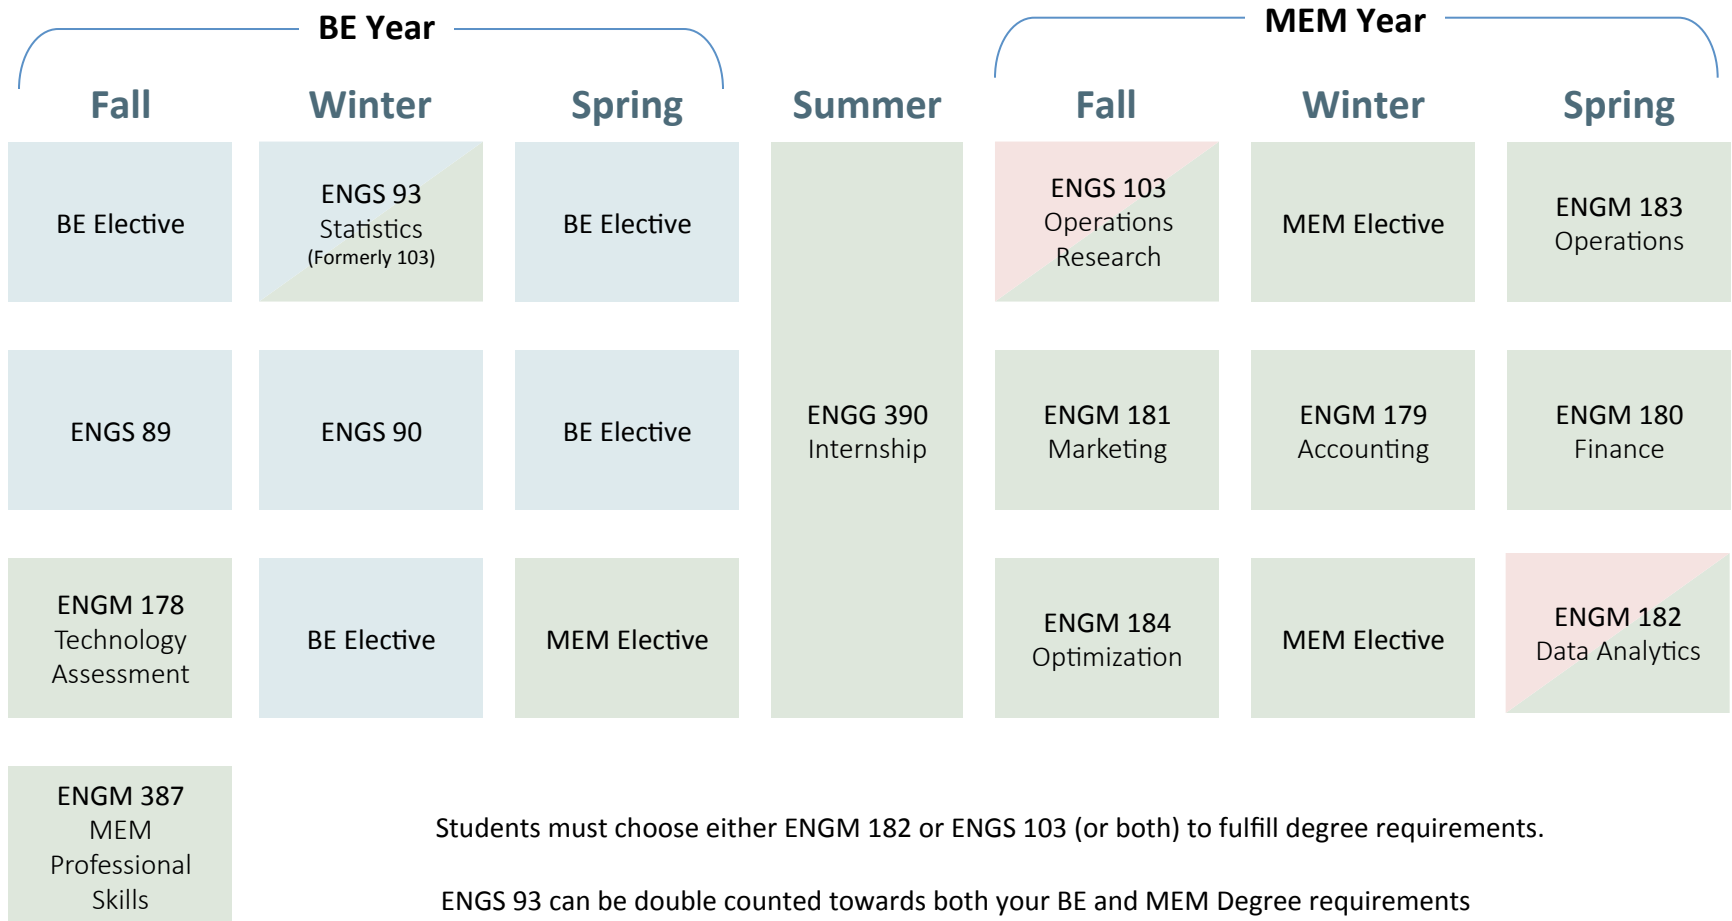 BE Year
MEM Year
Fall
Winter
Spring
Summer
Fall
Winter
Spring
BE Elective
ENGS 93
Statistics
(Formerly 103)
BE Elective
ENGS 103
Operations
Research
MEM Elective
ENGM 183
Operations
ENGS 89
ENGS 90
BE Elective
ENGG 390
Internship
ENGM 181
Marketing
ENGM 179
Accounting
ENGM 180
Finance
ENGM 178
Technology
Assessment
BE Elective
MEM Elective
ENGM 184
Optimization
MEM Elective
ENGM 182
Data Analytics
ENGM 387
MEM
Professional
Skills
Students must choose either ENGM 182 or ENGS 103 (or both) to fulfill degree requirements.
ENGS 93 can be double counted towards both your BE and MEM Degree requirements